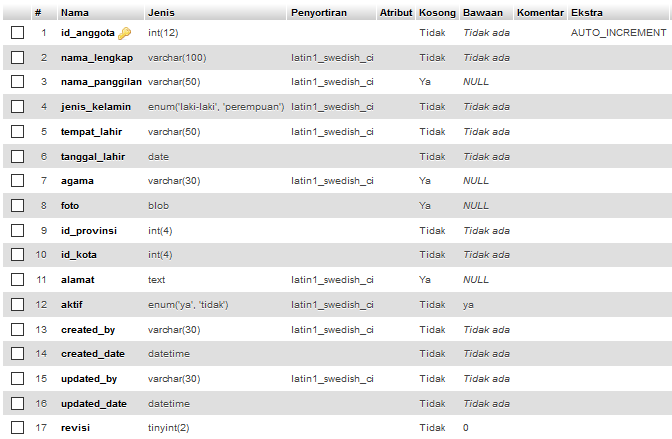 # Nama Jenis Penyortiran Atribut Kosong Bawaan Komentar Ekstra
1 id_anggota int(12) Tidak Tidak ada AUTO_INCREMENT
2 nama_lengkap varchar(100) latin1_swedish_ci Tidak Tidak ada
3 nama_panggilan varchar(50) latin1_swedish_ci Ya NULL
4 jenis_kelamin enum('laki-laki', 'perempuan') latin1_swedish_ci Tidak Tidak ada
5 tempat_lahir varchar(50) latin1_swedish_ci Tidak Tidak ada
6 tanggal_lahir date Tidak Tidak ada
7 agama varchar(30) latin1_swedish_ci Ya NULL
8 foto blob Ya NULL
9 id_provinsi int(4) Tidak Tidak ada
10 id_kota int(4) Tidak Tidak ada
11 alamat text latin1_swedish_ci Ya NULL
12 aktif enum('ya', 'tidak') latin1_swedish_ci Tidak ya
13 created_by varchar(30) latin1_swedish_ci Tidak Tidak ada
14 created_date datetime Tidak Tidak ada
15 updated_by varchar(30) latin1_swedish_ci Tidak Tidak ada
16 updated_date datetime Tidak Tidak ada
17 revisi tinyint(2) Tidak 0